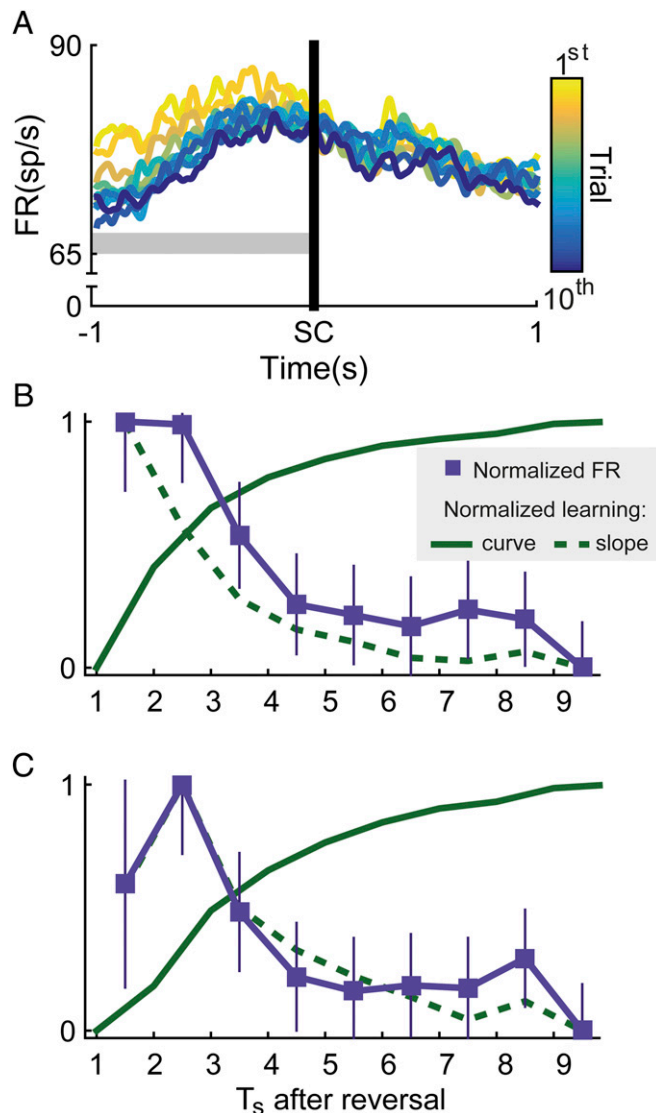 A
90
FR(sp/s)
65
0
-1 SC 1
Time(s)
1st
Trial
10th
B
1
0
Normalized FR
Normalized learning:
curve slope
1 2 3 4 5 6 7 8 9
C
1
0
1 2 3 4 5 6 7 8 9
Ts after reversal